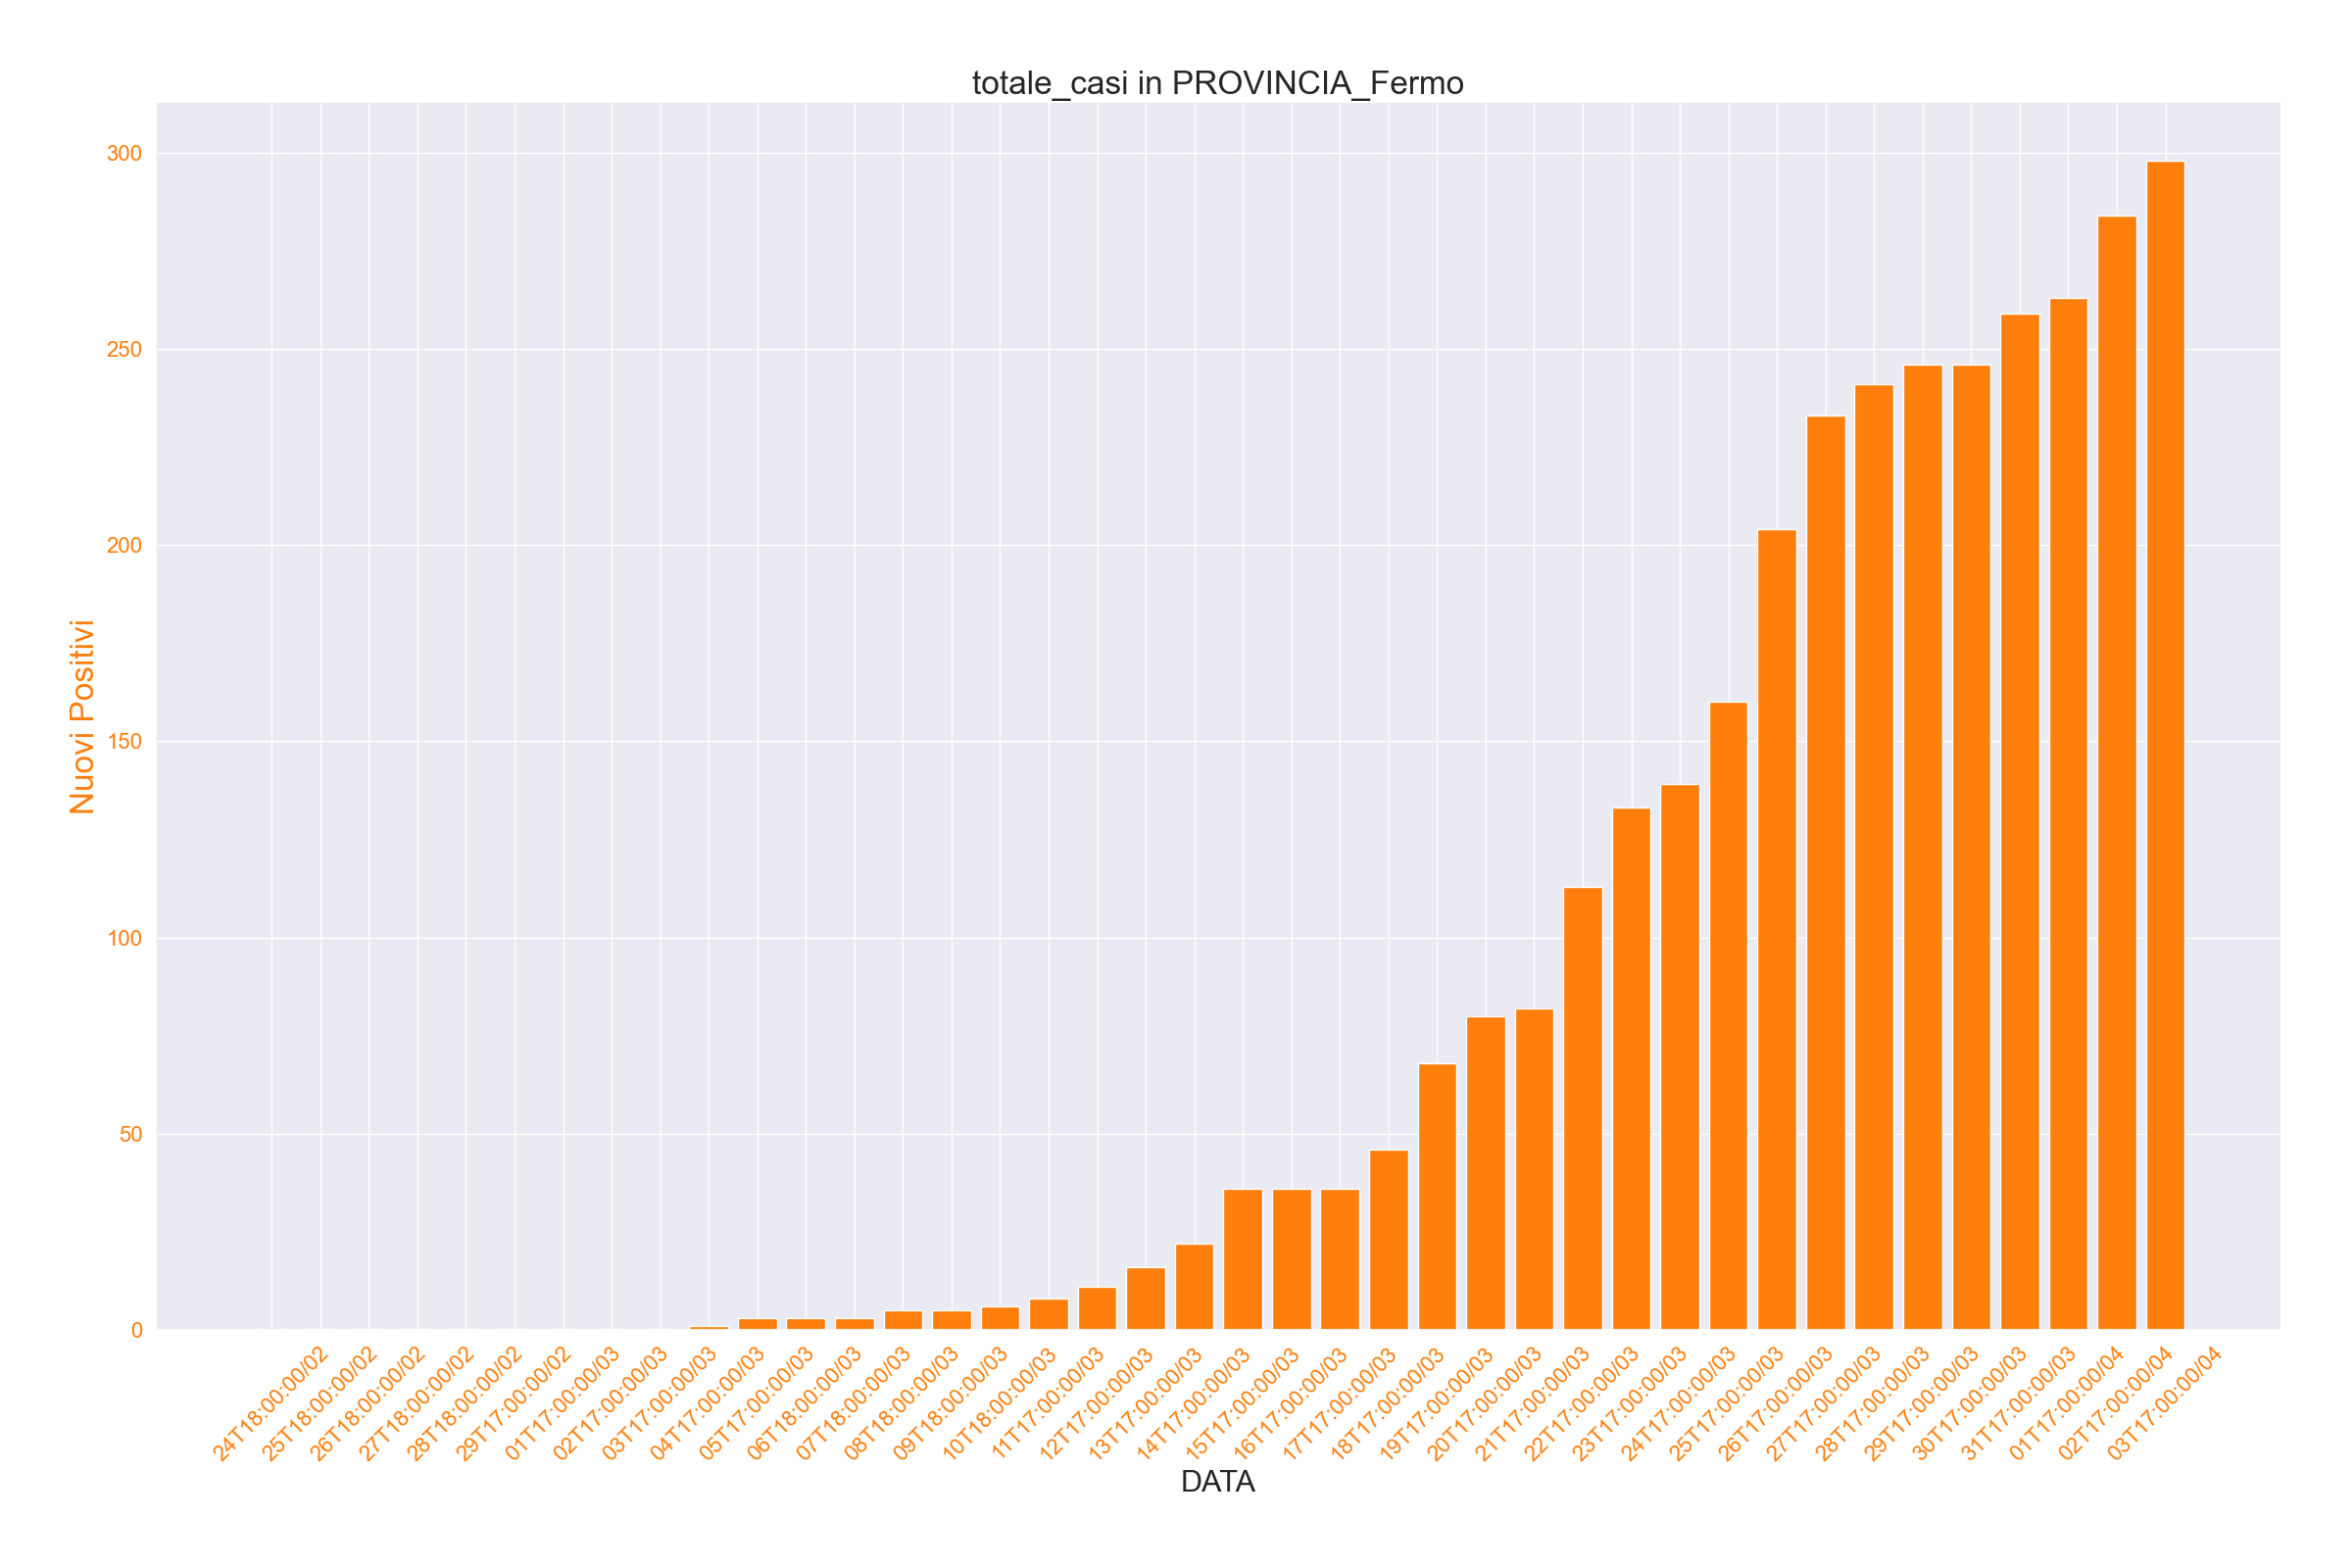 totale_casi in PROVINCIA_Fermo
300
250
200
150
100
50
0
Nuovi Positivi
24T18:00:00/02
25T18:00:00/02
26T18:00:00/02
27T18:00:00/02
28T18:00:00/02
29T17:00:00/02
01T17:00:00/03
02T17:00:00/03
03T17:00:00/03
04T17:00:00/03
05T17:00:00/03
06T18:00:00/03
07T18:00:00/03
08T18:00:00/03
09T18:00:00/03
10T18:00:00/03
11T17:00:00/03
12T17:00:00/03
13T17:00:00/03
14T17:00:00/03
15T17:00:00/03
16T17:00:00/03
17T17:00:00/03
18T17:00:00/03
19T17:00:00/03
20T17:00:00/03
21T17:00:00/03
22T17:00:00/03
23T17:00:00/03
24T17:00:00/03
25T17:00:00/03
26T17:00:00/03
27T17:00:00/03
28T17:00:00/03
29T17:00:00/03
30T17:00:00/03
31T17:00:00/03
01T17:00:00/04
02T17:00:00/04
03T17:00:00/04
DATA